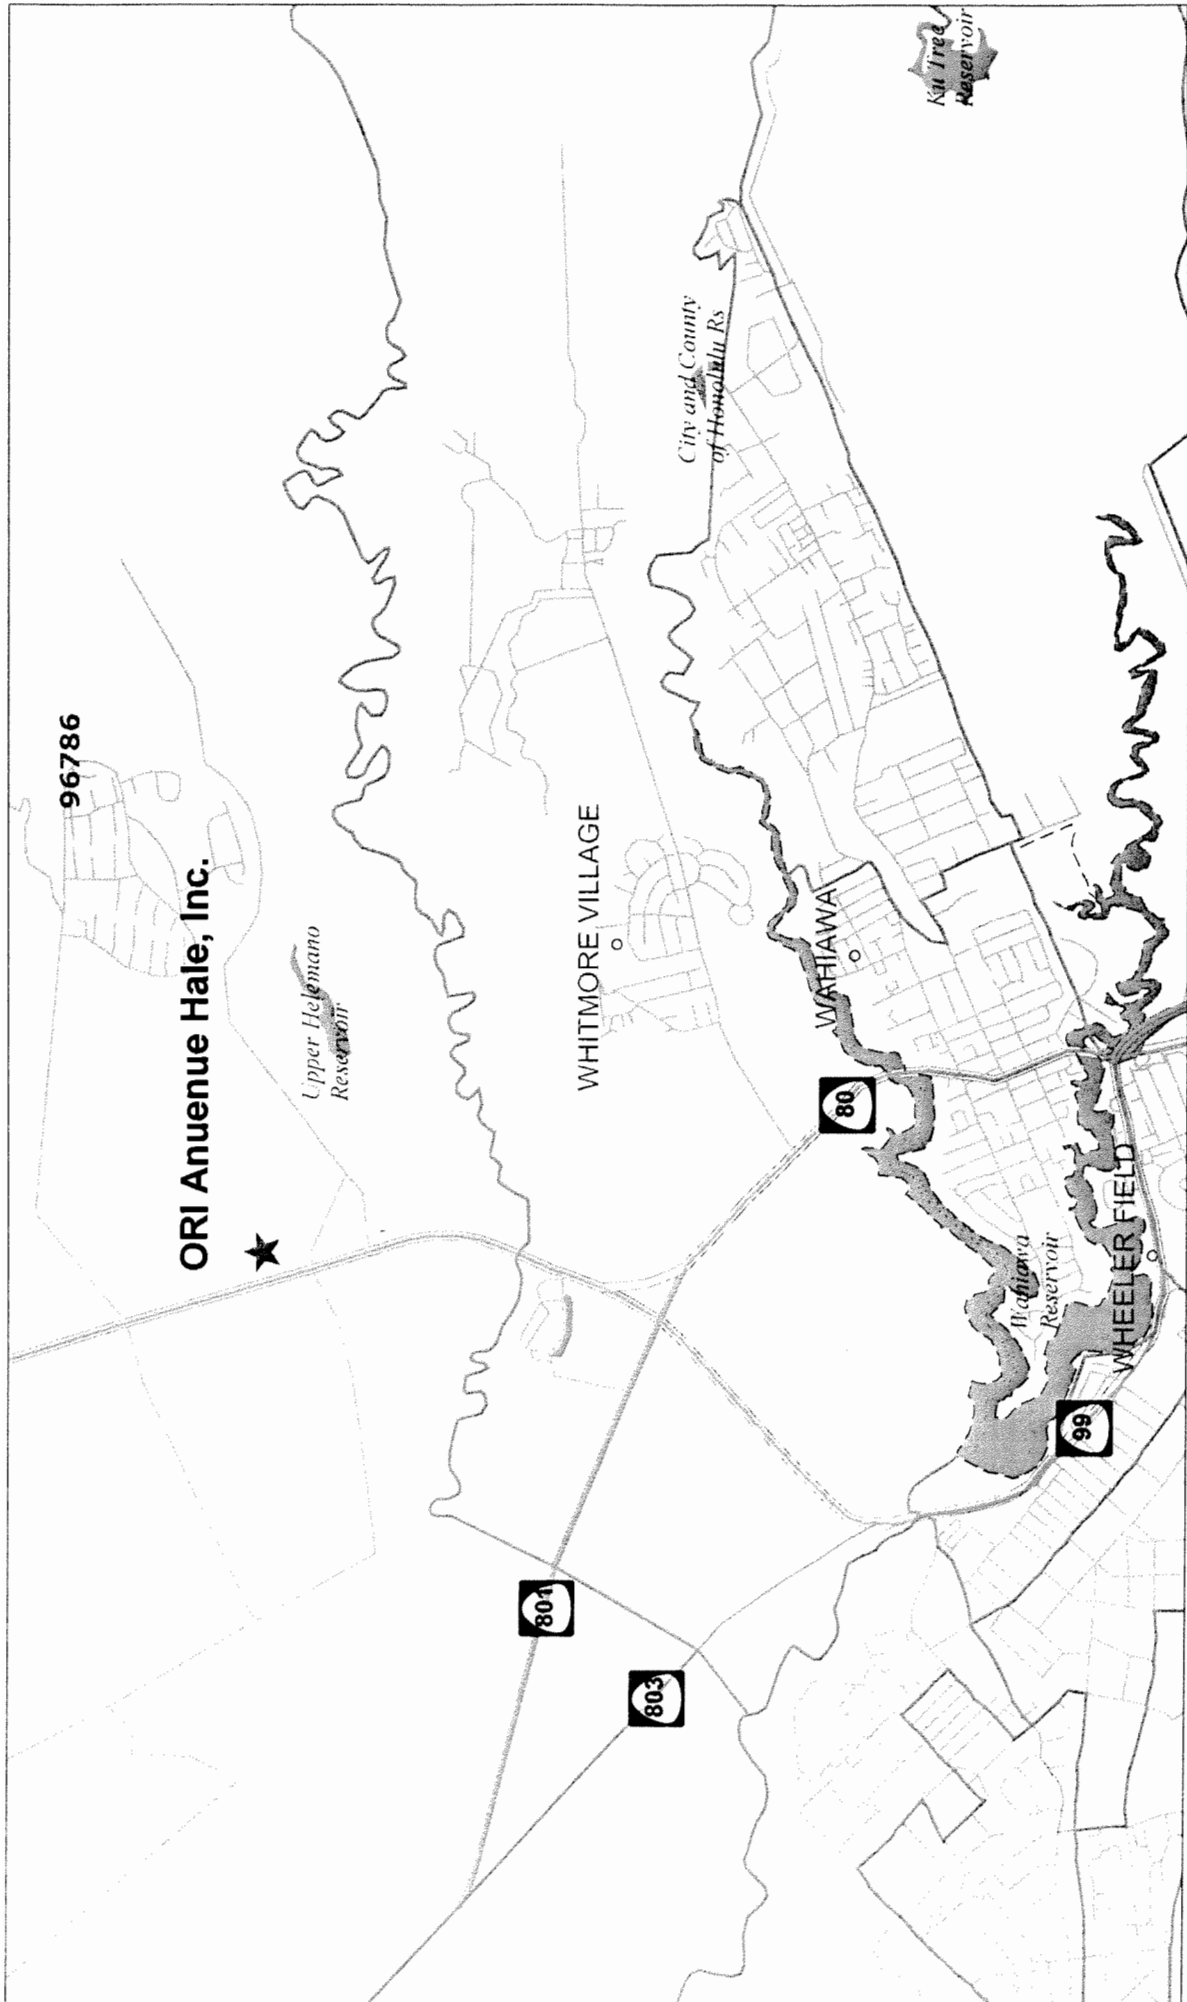 96786
ORI Anuenue Hale, Inc.
Upper Helemano
Reservoir
WHITMORE VILLAGE
City and County
of Honolulu Rs
Ku Tree
Reservoir
WAHIAWA
80
801
803
Wahiawa
Reservoir
WHEELER FIELD
99